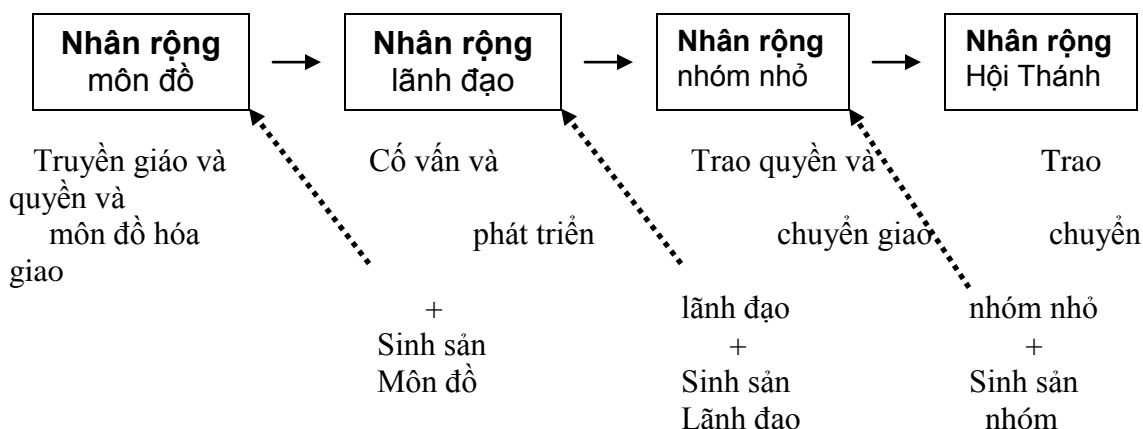 Nhân rộng
môn đồ
Nhân rộng
lãnh đạo
Nhân rộng
nhóm nhỏ
Nhân rộng
Hội Thánh
Truyền giáo và Cố vấn và Trao quyền và Trao
quyền và
môn đồ hóa phát triển chuyển giao chuyển
giao
+ lãnh đạo nhóm nhỏ
Sinh sản + +
Môn đồ Sinh sản Sinh sản
Lãnh đạo nhóm